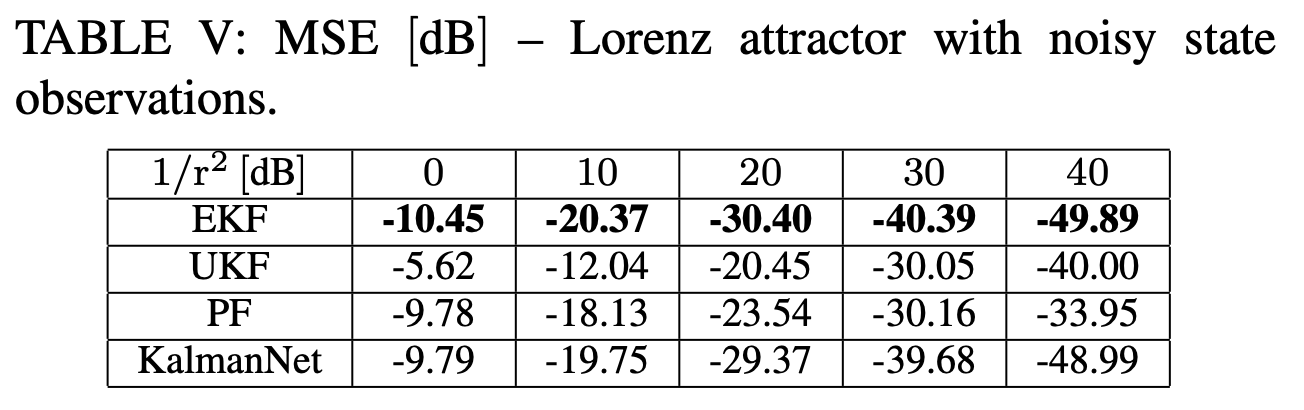 TABLE V: MSE [dB] – Lorenz attractor with noisy state
observations.
1/r² [dB] 0 10 20 30 40
EKF -10.45 -20.37 -30.40 -40.39 -49.89
UKF -5.62 -12.04 -20.45 -30.05 -40.00
PF -9.78 -18.13 -23.54 -30.16 -33.95
KalmanNet -9.79 -19.75 -29.37 -39.68 -48.99